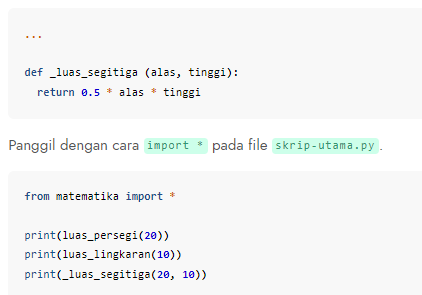 ...
def _luas_segitiga (alas, tinggi):
  return 0.5 * alas * tinggi
Panggil dengan cara import * pada file skrip-utama.py.
from matematika import *
print(luas_persegi(20))
print(luas_lingkaran(10))
print(_luas_segitiga(20, 10))